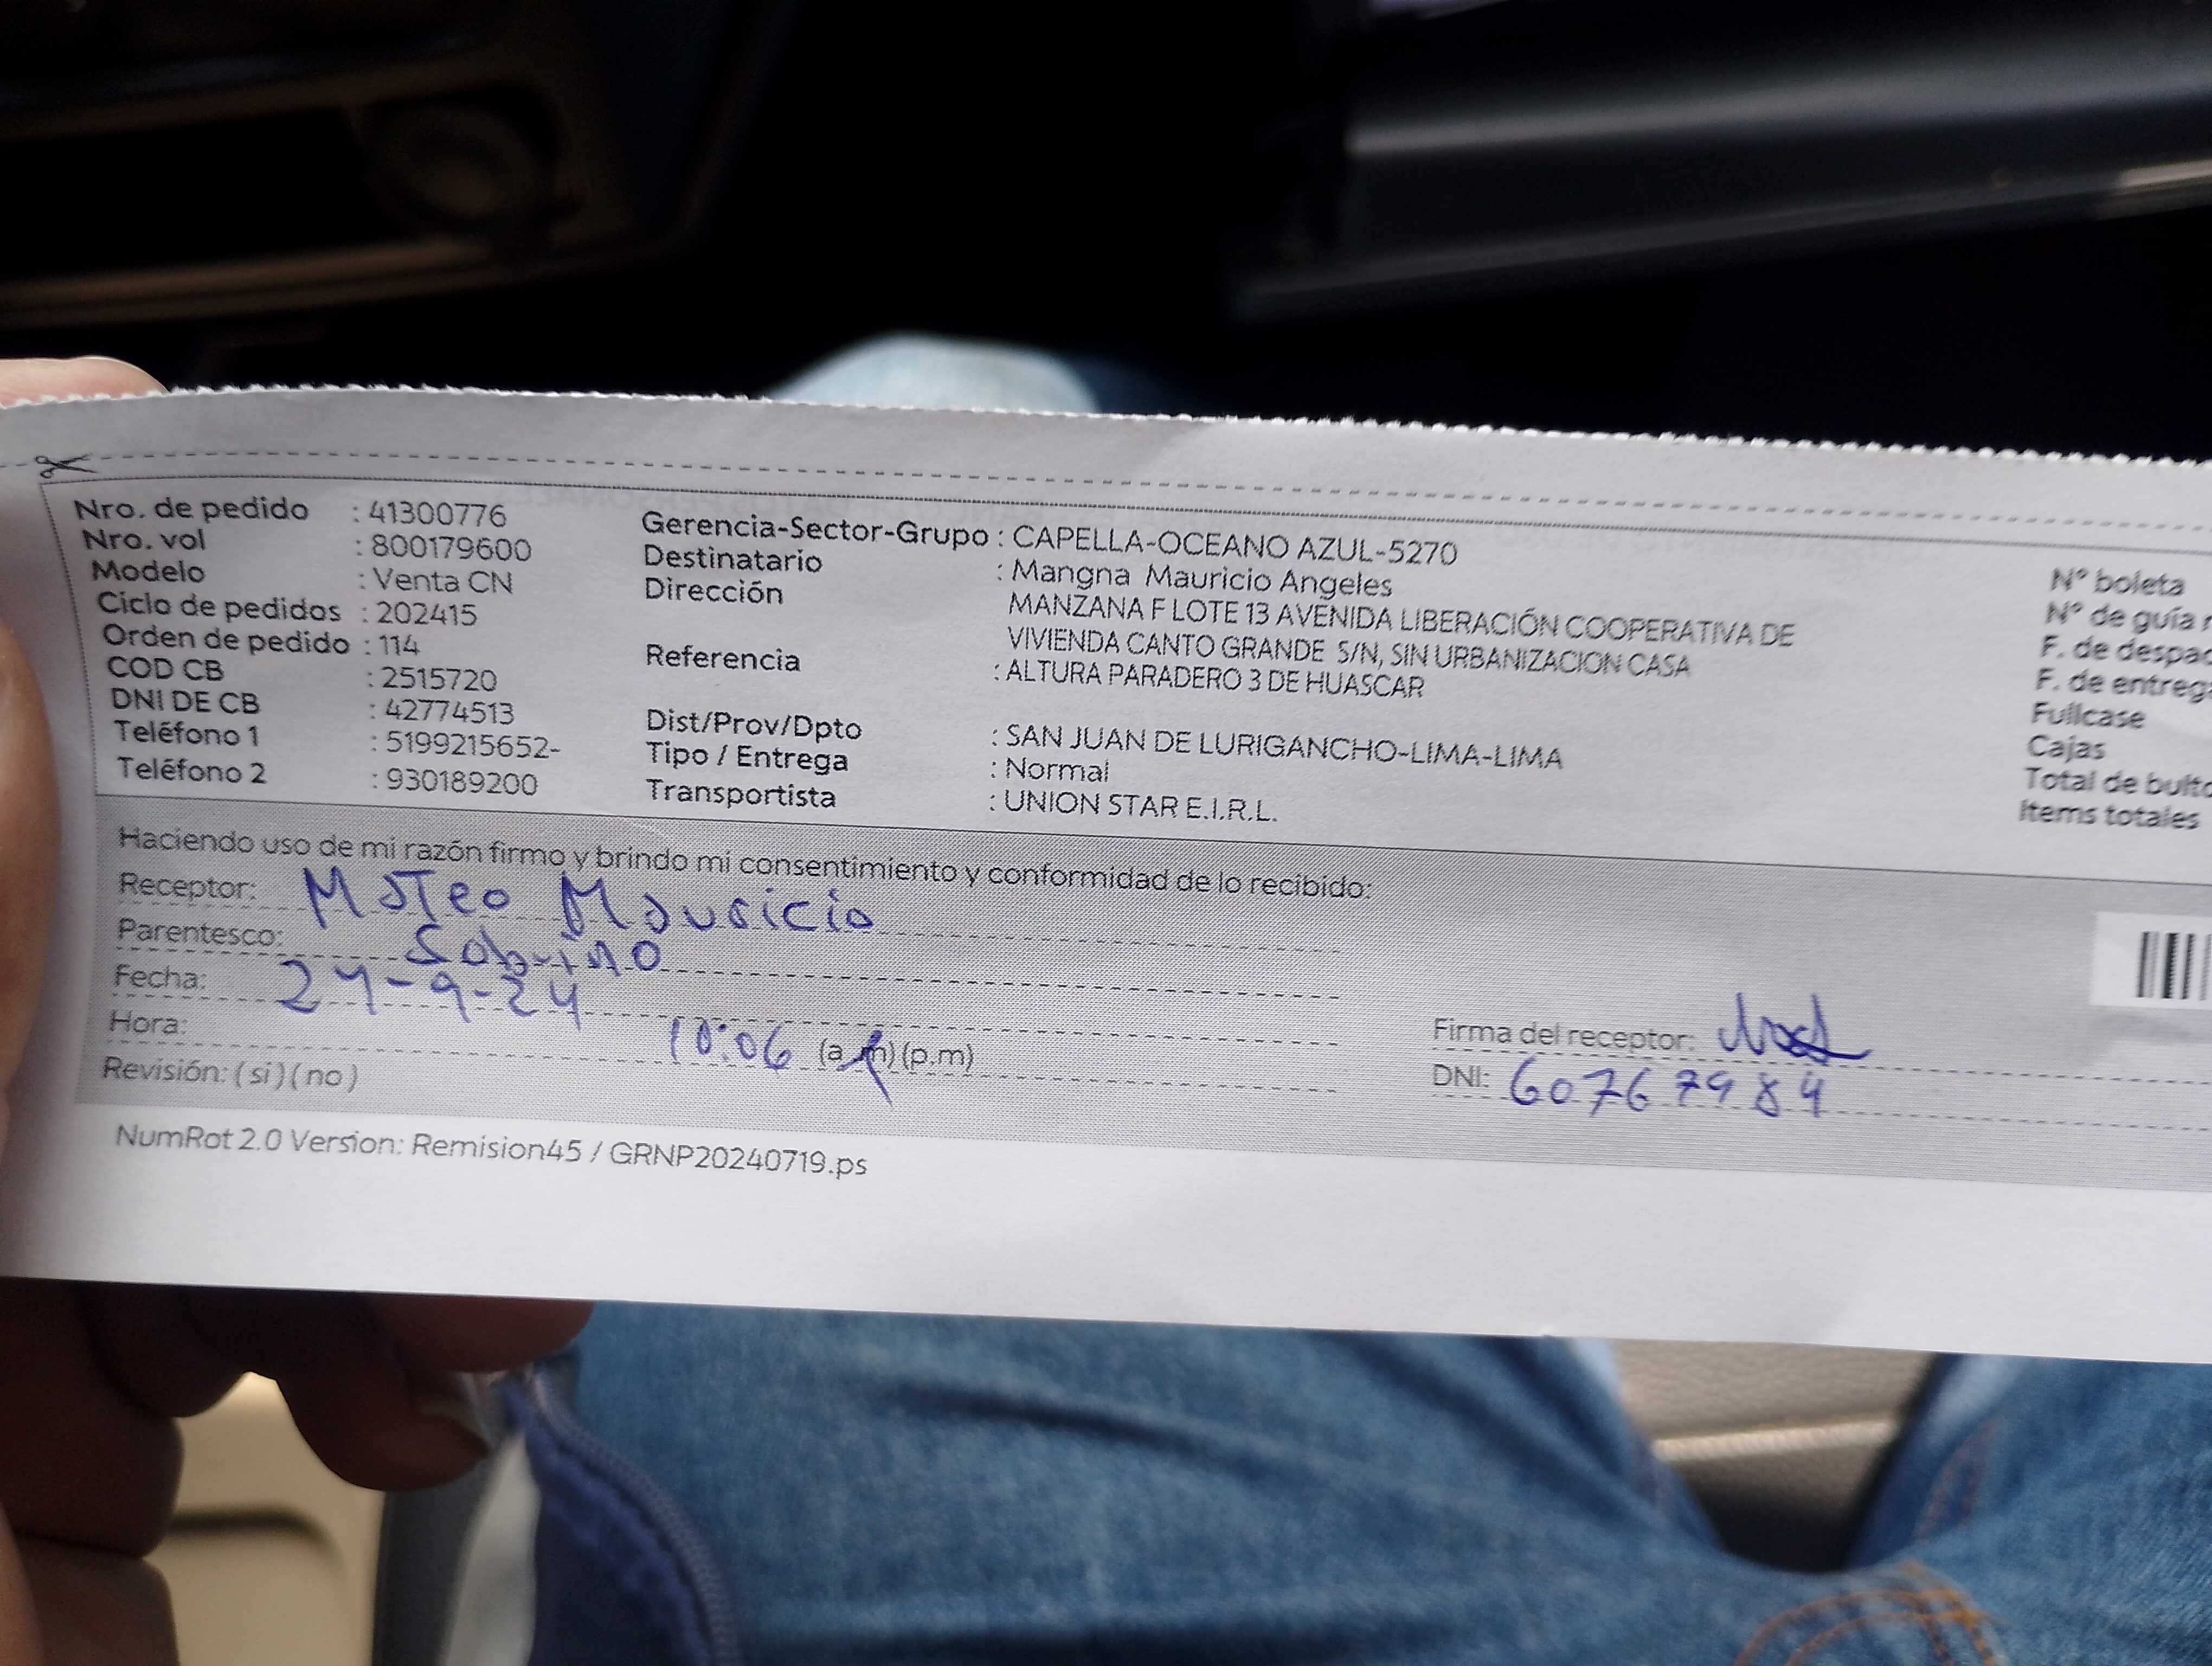 Nro. de pedido : 41300776
Nro. vol : 800179600
Modelo : Venta CN
Ciclo de pedidos : 202415
Orden de pedido : 114
COD CB : 2515720
DNI DE CB : 42774513
Teléfono 1 : 5199215652-
Teléfono 2 : 930189200
Gerencia-Sector-Grupo : CAPELLA-OCEANO AZUL-5270
Destinatario : Mangna Mauricio Angeles
Dirección MANZANA F LOTE 13 AVENIDA LIBERACIÓN COOPERATIVA DE
VIVIENDA CANTO GRANDE S/N, SIN URBANIZACION CASA
Referencia : ALTURA PARADERO 3 DE HUASCAR
Dist/Prov/Dpto : SAN JUAN DE LURIGANCHO-LIMA-LIMA
Tipo / Entrega : Normal
Transportista : UNION STAR E.I.R.L.
N° boleta
N° de guía r
F. de despac
F. de entreg
Fullcase
Cajas
Total de bulto
Items totales
Haciendo uso de mi razón firmo y brindo mi consentimiento y conformidad de lo recibido:
Receptor: Mateo Mauricio
Parentesco: Sobrino
Fecha: 24-9-24
Hora: 10:06 (a.m) (p.m)
Revisión: (si) (no)
Firma del receptor:
DNI: 60767984
NumRot 2.0 Version: Remision45 / GRNP20240719.ps